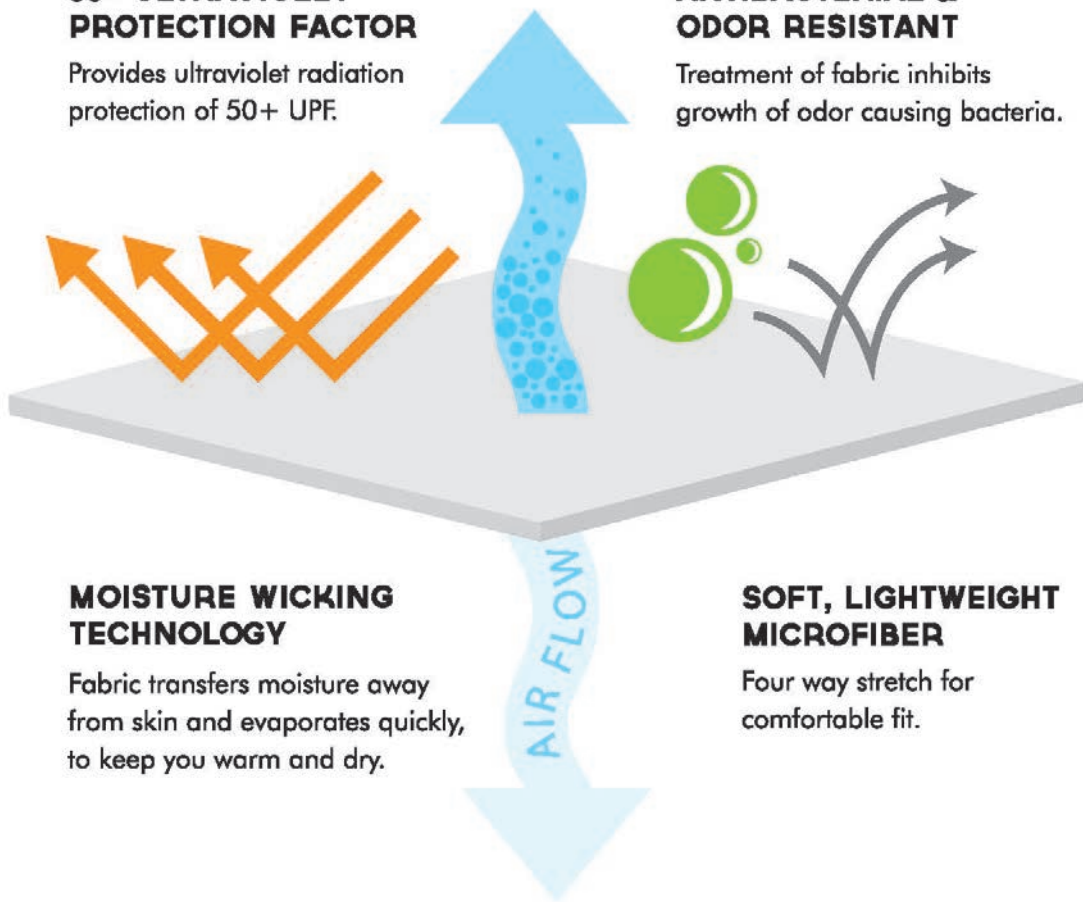 PROTECTION FACTOR
Provides ultraviolet radiation
protection of 50+ UPF.
ODOR RESISTANT
Treatment of fabric inhibits
growth of odor causing bacteria.
AIR FLOW
MOISTURE WICKING
TECHNOLOGY
Fabric transfers moisture away
from skin and evaporates quickly,
to keep you warm and dry.
SOFT, LIGHTWEIGHT
MICROFIBER
Four way stretch for
comfortable fit.